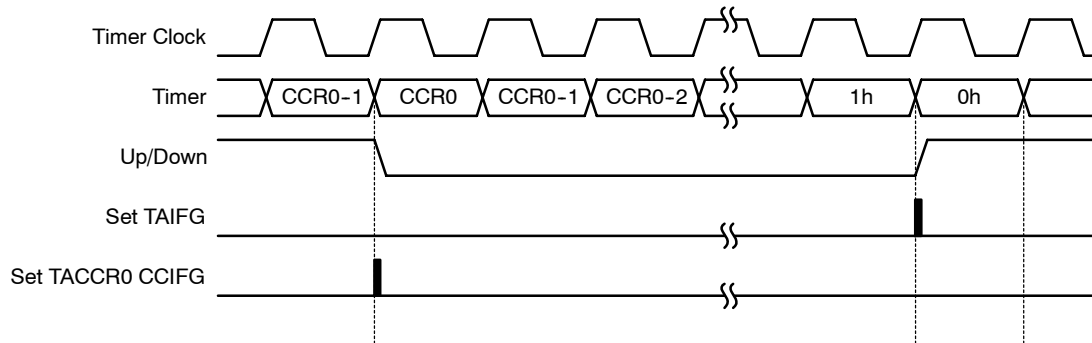 Timer Clock
Timer CCR0-1 CCR0 CCR0-1 CCR0-2 1h 0h
Up/Down
Set TAIFG
Set TACCR0 CCIFG